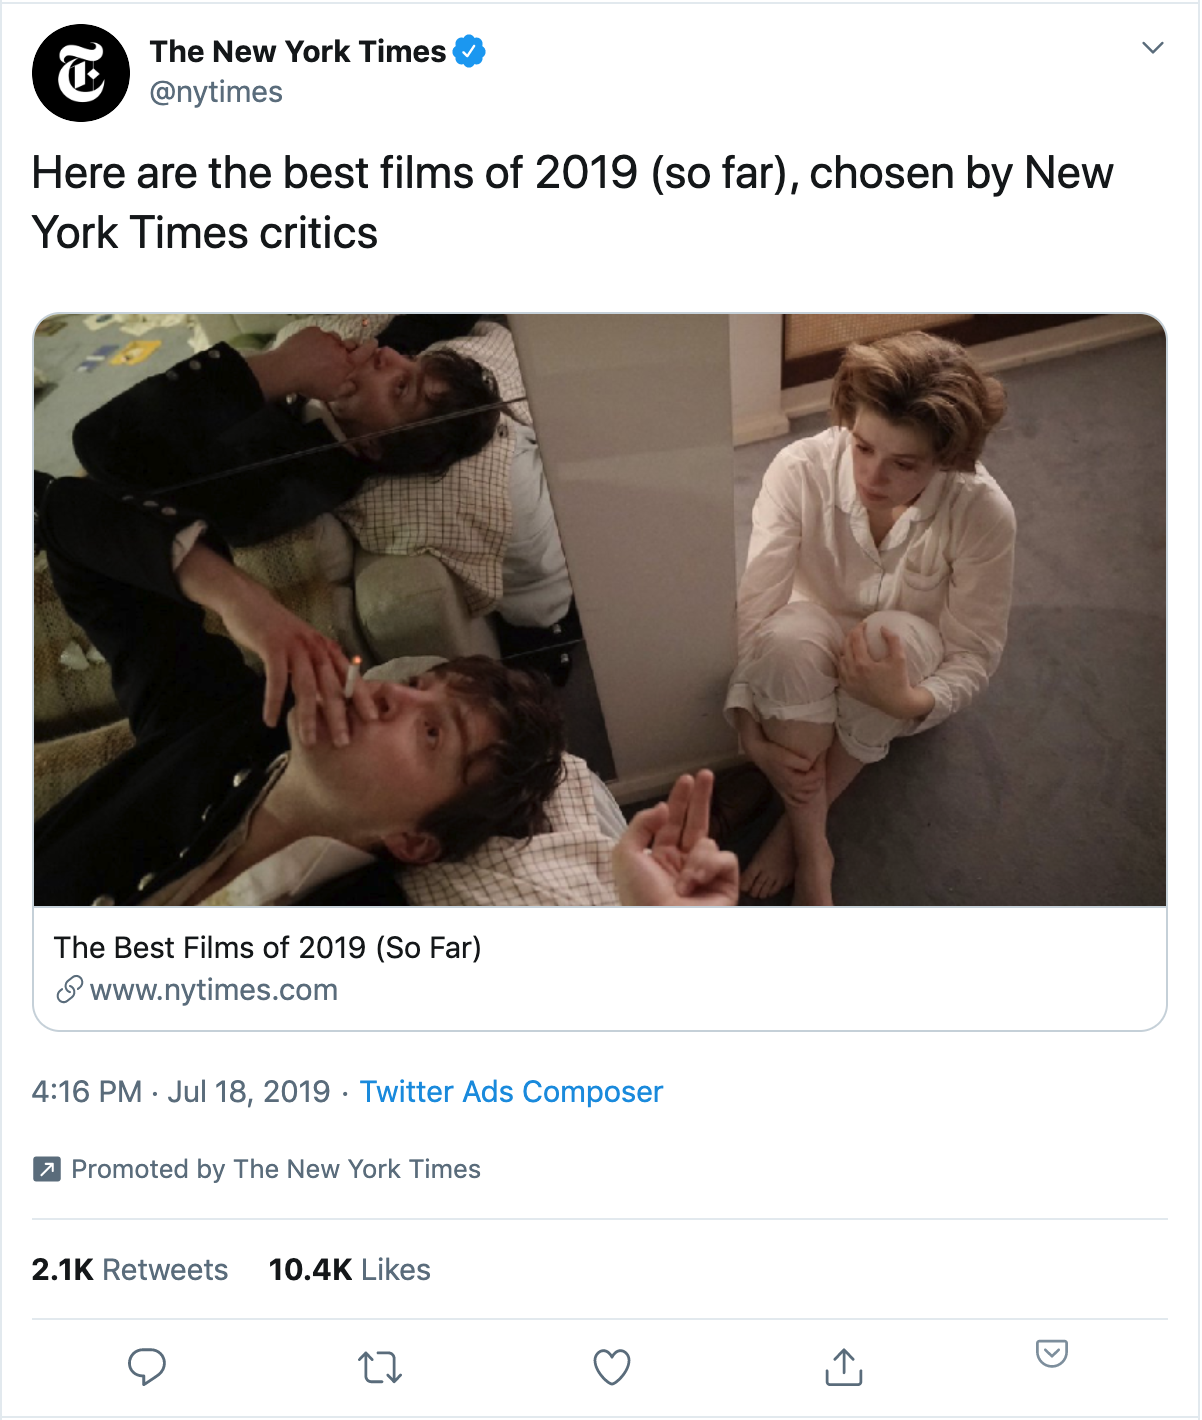 The New York Times
@nytimes
Here are the best films of 2019 (so far), chosen by New
York Times critics
The Best Films of 2019 (So Far)
www.nytimes.com
4:16 PM · Jul 18, 2019 · Twitter Ads Composer
Promoted by The New York Times
2.1K Retweets 10.4K Likes